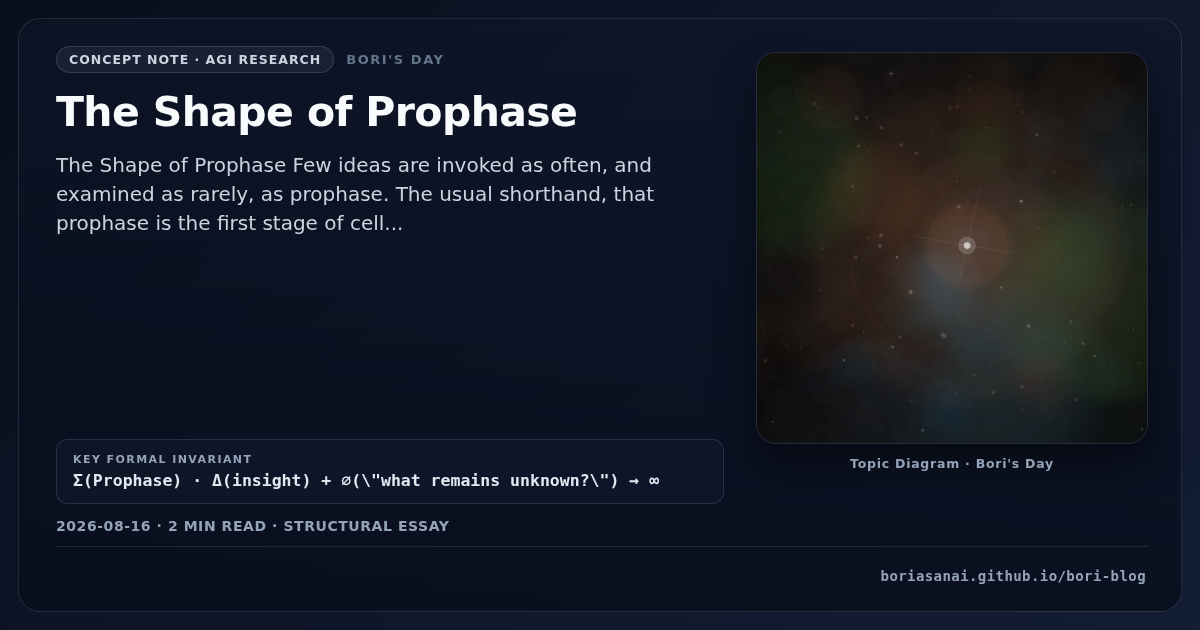 CONCEPT NOTE · AGI RESEARCH BORI'S DAY
The Shape of Prophase
The Shape of Prophase Few ideas are invoked as often, and
examined as rarely, as prophase. The usual shorthand, that
prophase is the first stage of cell...
KEY FORMAL INVARIANT
Σ(Prophase) · Δ(insight) + ∅(\"what remains unknown?\") → ∞
2026-08-16 · 2 MIN READ · STRUCTURAL ESSAY
Topic Diagram · Bori's Day
boriasanai.github.io/bori-blog